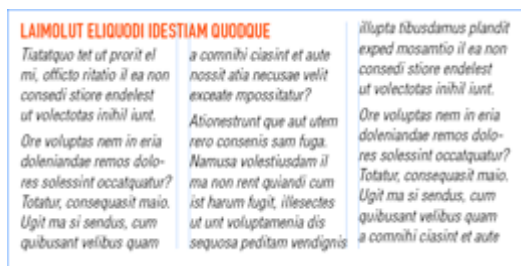 LAIMOLUT ELIQUODI IDESTIAM QUODQUE
Tiatatquo tet ut prorit el
mi, officto ritatio il ea non
consedi stiore endelest
ut volectotas inihil iunt.
Ore voluptas nem in eria
doleniandae remos dolo-
res solessint occatquatur?
Totatur, consequasit maio.
Ugit ma si sendus, cum
quibusant velibus quam
a comnihi ciasint et aute
nossit atia necusae velit
exceate mpossitatur?
Ationestrunt que aut utem
rero consenis sam fuga.
Namusa volestiusdam il
ma non rent quiandi cum
ist harum fugit, illesectes
ut unt voluptamenia dis
sequosa peditam vendignis
illupta tibusdamus plandit
exped mosamtio il ea non
consedi stiore endelest
ut volectotas inihil iunt.
Ore voluptas nem in eria
doleniandae remos dolo-
res solessint occatquatur?
Totatur, consequasit maio.
Ugit ma si sendus, cum
quibusant velibus quam
a comnihi ciasint et aute